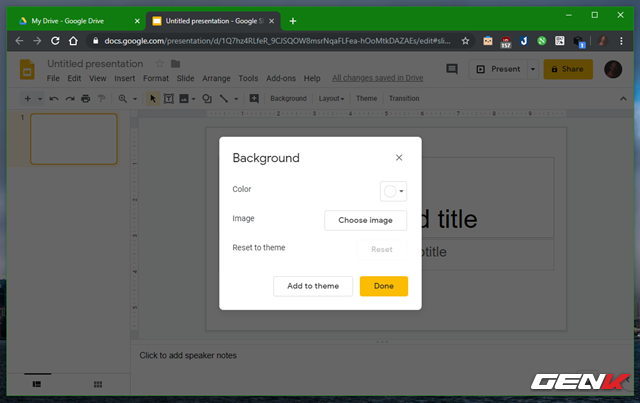 My Drive - Google Drive
Untitled presentation - Google Sl
docs.google.com/presentation/d/1Q7hz4RLfeR_9CJSQOW8msrNqaFLFea-hOoMtkDAZAEs/edit#sli...
157
Untitled presentation
File Edit View Insert Format Slide Arrange Tools Add-ons Help All changes saved in Drive
Present
Share
Background Layout Theme Transition
1
Background
Color
Image
Choose image
Reset to theme
Reset
Add to theme
Done
d title
btitle
Click to add speaker notes
GENK